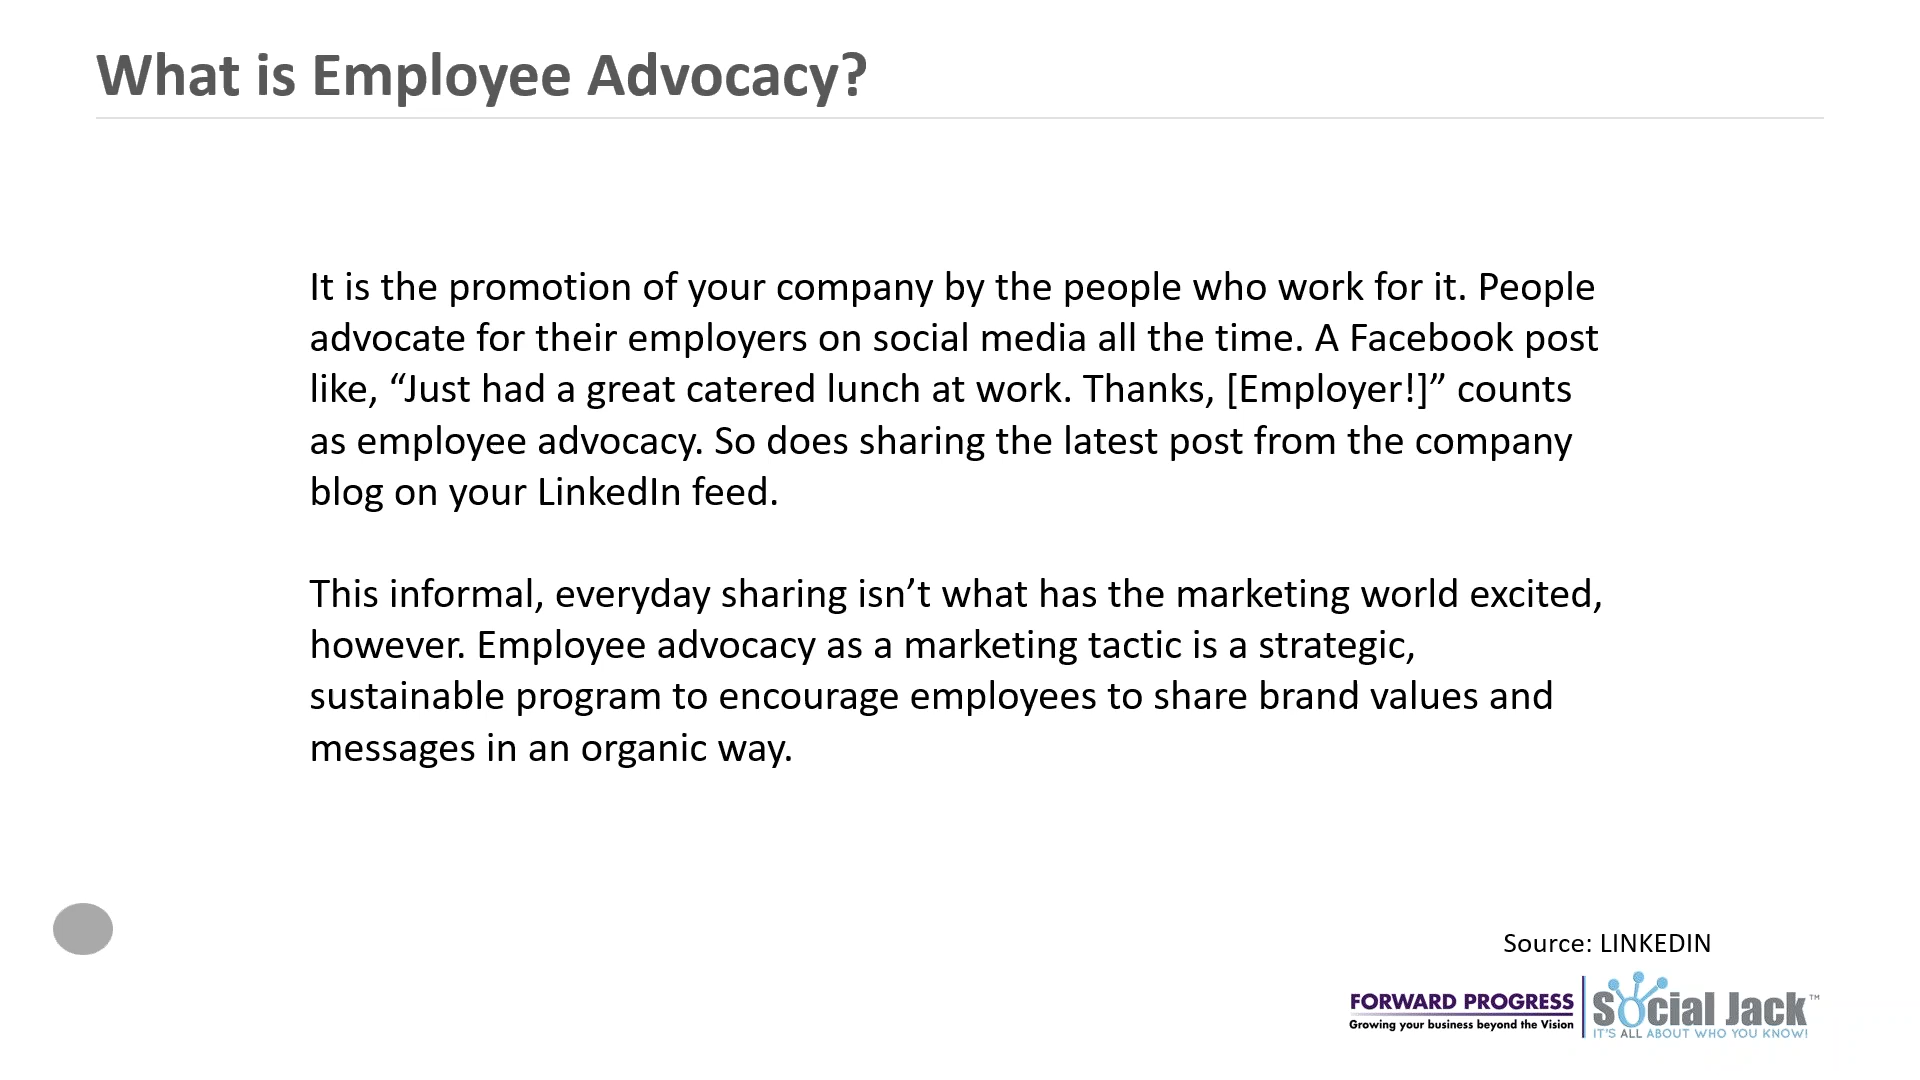 What is Employee Advocacy?
It is the promotion of your company by the people who work for it. People
advocate for their employers on social media all the time. A Facebook post
like, “Just had a great catered lunch at work. Thanks, [Employer!]” counts
as employee advocacy. So does sharing the latest post from the company
blog on your LinkedIn feed.
This informal, everyday sharing isn’t what has the marketing world excited,
however. Employee advocacy as a marketing tactic is a strategic,
sustainable program to encourage employees to share brand values and
messages in an organic way.
Source: LINKEDIN
FORWARD PROGRESS
Growing your business beyond the Vision
Social Jack™
IT'S ALL ABOUT WHO YOU KNOW!